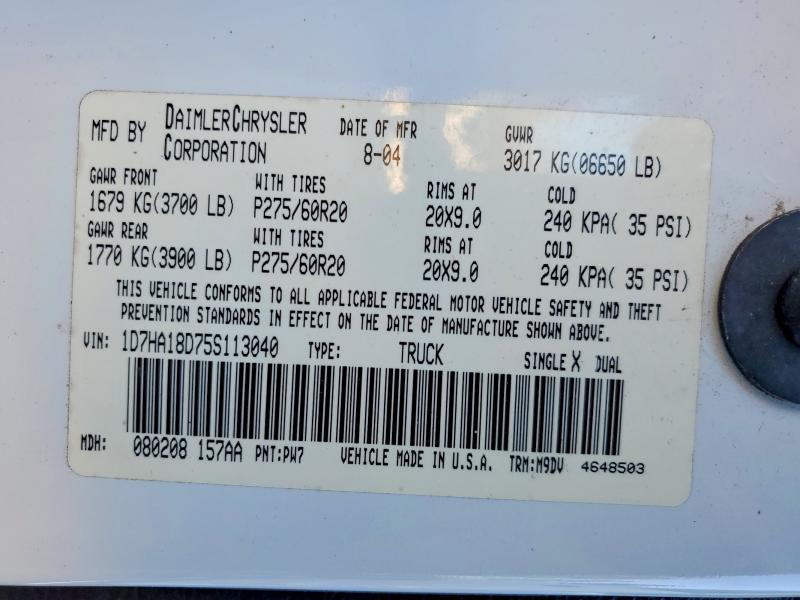 MFD BY DAIMLERCHRYSLER CORPORATION DATE OF MFR 8-04 GVWR 3017 KG(06650 LB)
GAWR FRONT WITH TIRES RIMS AT COLD
1679 KG(3700 LB) P275/60R20 20X9.0 240 KPA( 35 PSI)
GAWR REAR WITH TIRES RIMS AT COLD
1770 KG(3900 LB) P275/60R20 20X9.0 240 KPA( 35 PSI)
THIS VEHICLE CONFORMS TO ALL APPLICABLE FEDERAL MOTOR VEHICLE SAFETY AND THEFT
PREVENTION STANDARDS IN EFFECT ON THE DATE OF MANUFACTURE SHOWN ABOVE.
VIN: 1D7HA18D75S113040 TYPE: TRUCK SINGLE X DUAL
MDH: 080208 157AA PNT:PW7 VEHICLE MADE IN U.S.A. TRM:M9DV 4648503